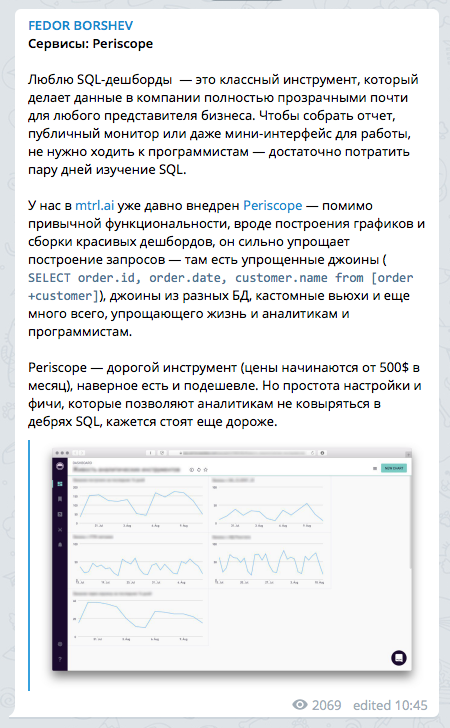 FEDOR BORSHEV
Сервисы: Periscope
Люблю SQL-дешборды — это классный инструмент, который
делает данные в компании полностью прозрачными почти
для любого представителя бизнеса. Чтобы собрать отчет,
публичный монитор или даже мини-интерфейс для работы,
не нужно ходить к программистам — достаточно потратить
пару дней изучение SQL.
У нас в mtrl.ai уже давно внедрен Periscope — помимо
привычной функциональности, вроде построения графиков и
сборки красивых дешбордов, он сильно упрощает
построение запросов — там есть упрощенные джоины (
SELECT order.id, order.date, customer.name from [order
+customer]), джоины из разных БД, кастомные вьюхи и еще
много всего, упрощающего жизнь и аналитикам и
программистам.
Periscope — дорогой инструмент (цены начинаются от 500$ в
месяц), наверное есть и подешевле. Но простота настройки и
фичи, которые позволяют аналитикам не ковыряться в
дебрях SQL, кажется стоят еще дороже.
NEW CHART
2069 edited 10:45